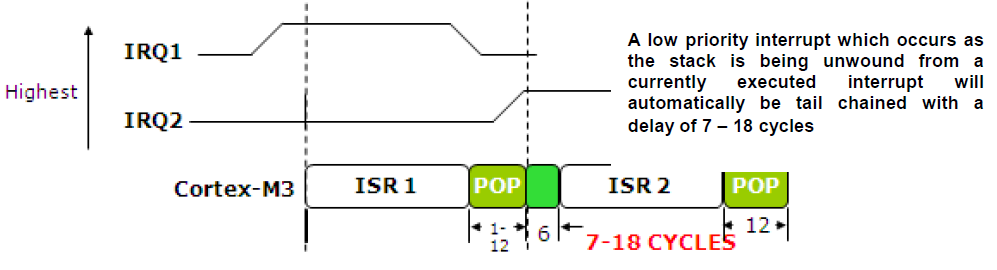 IRQ1
A low priority interrupt which occurs as
the stack is being unwound from a
currently executed interrupt will
automatically be tail chained with a
delay of 7 – 18 cycles
Highest
IRQ2
Cortex-M3
ISR 1
POP
ISR 2
POP
1-
12
6
7-18 CYCLES
12